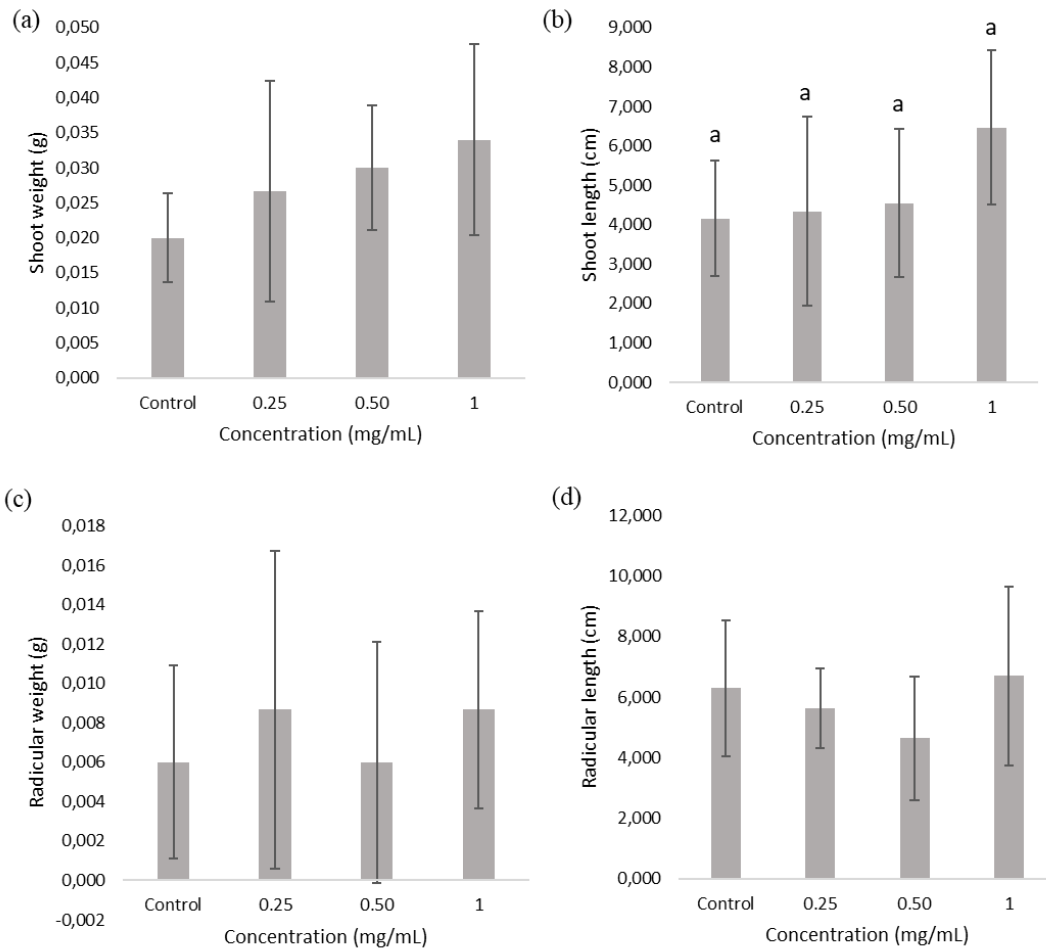 (a)
0,050
0,045
0,040
0,035
0,030
0,025
0,020
0,015
0,010
0,005
0,000
Shoot weight (g)
Control 0.25 0.50 1
Concentration (mg/mL)
(b)
9,000
8,000
7,000
6,000
5,000
4,000
3,000
2,000
1,000
0,000
Shoot length (cm)
a a a a
Control 0.25 0.50 1
Concentration (mg/mL)
(c)
0,018
0,016
0,014
0,012
0,010
0,008
0,006
0,004
0,002
0,000
-0,002
Radicular weight (g)
Control 0.25 0.50 1
Concentration (mg/mL)
(d)
12,000
10,000
8,000
6,000
4,000
2,000
0,000
Radicular length (cm)
Control 0.25 0.50 1
Concentration (mg/mL)